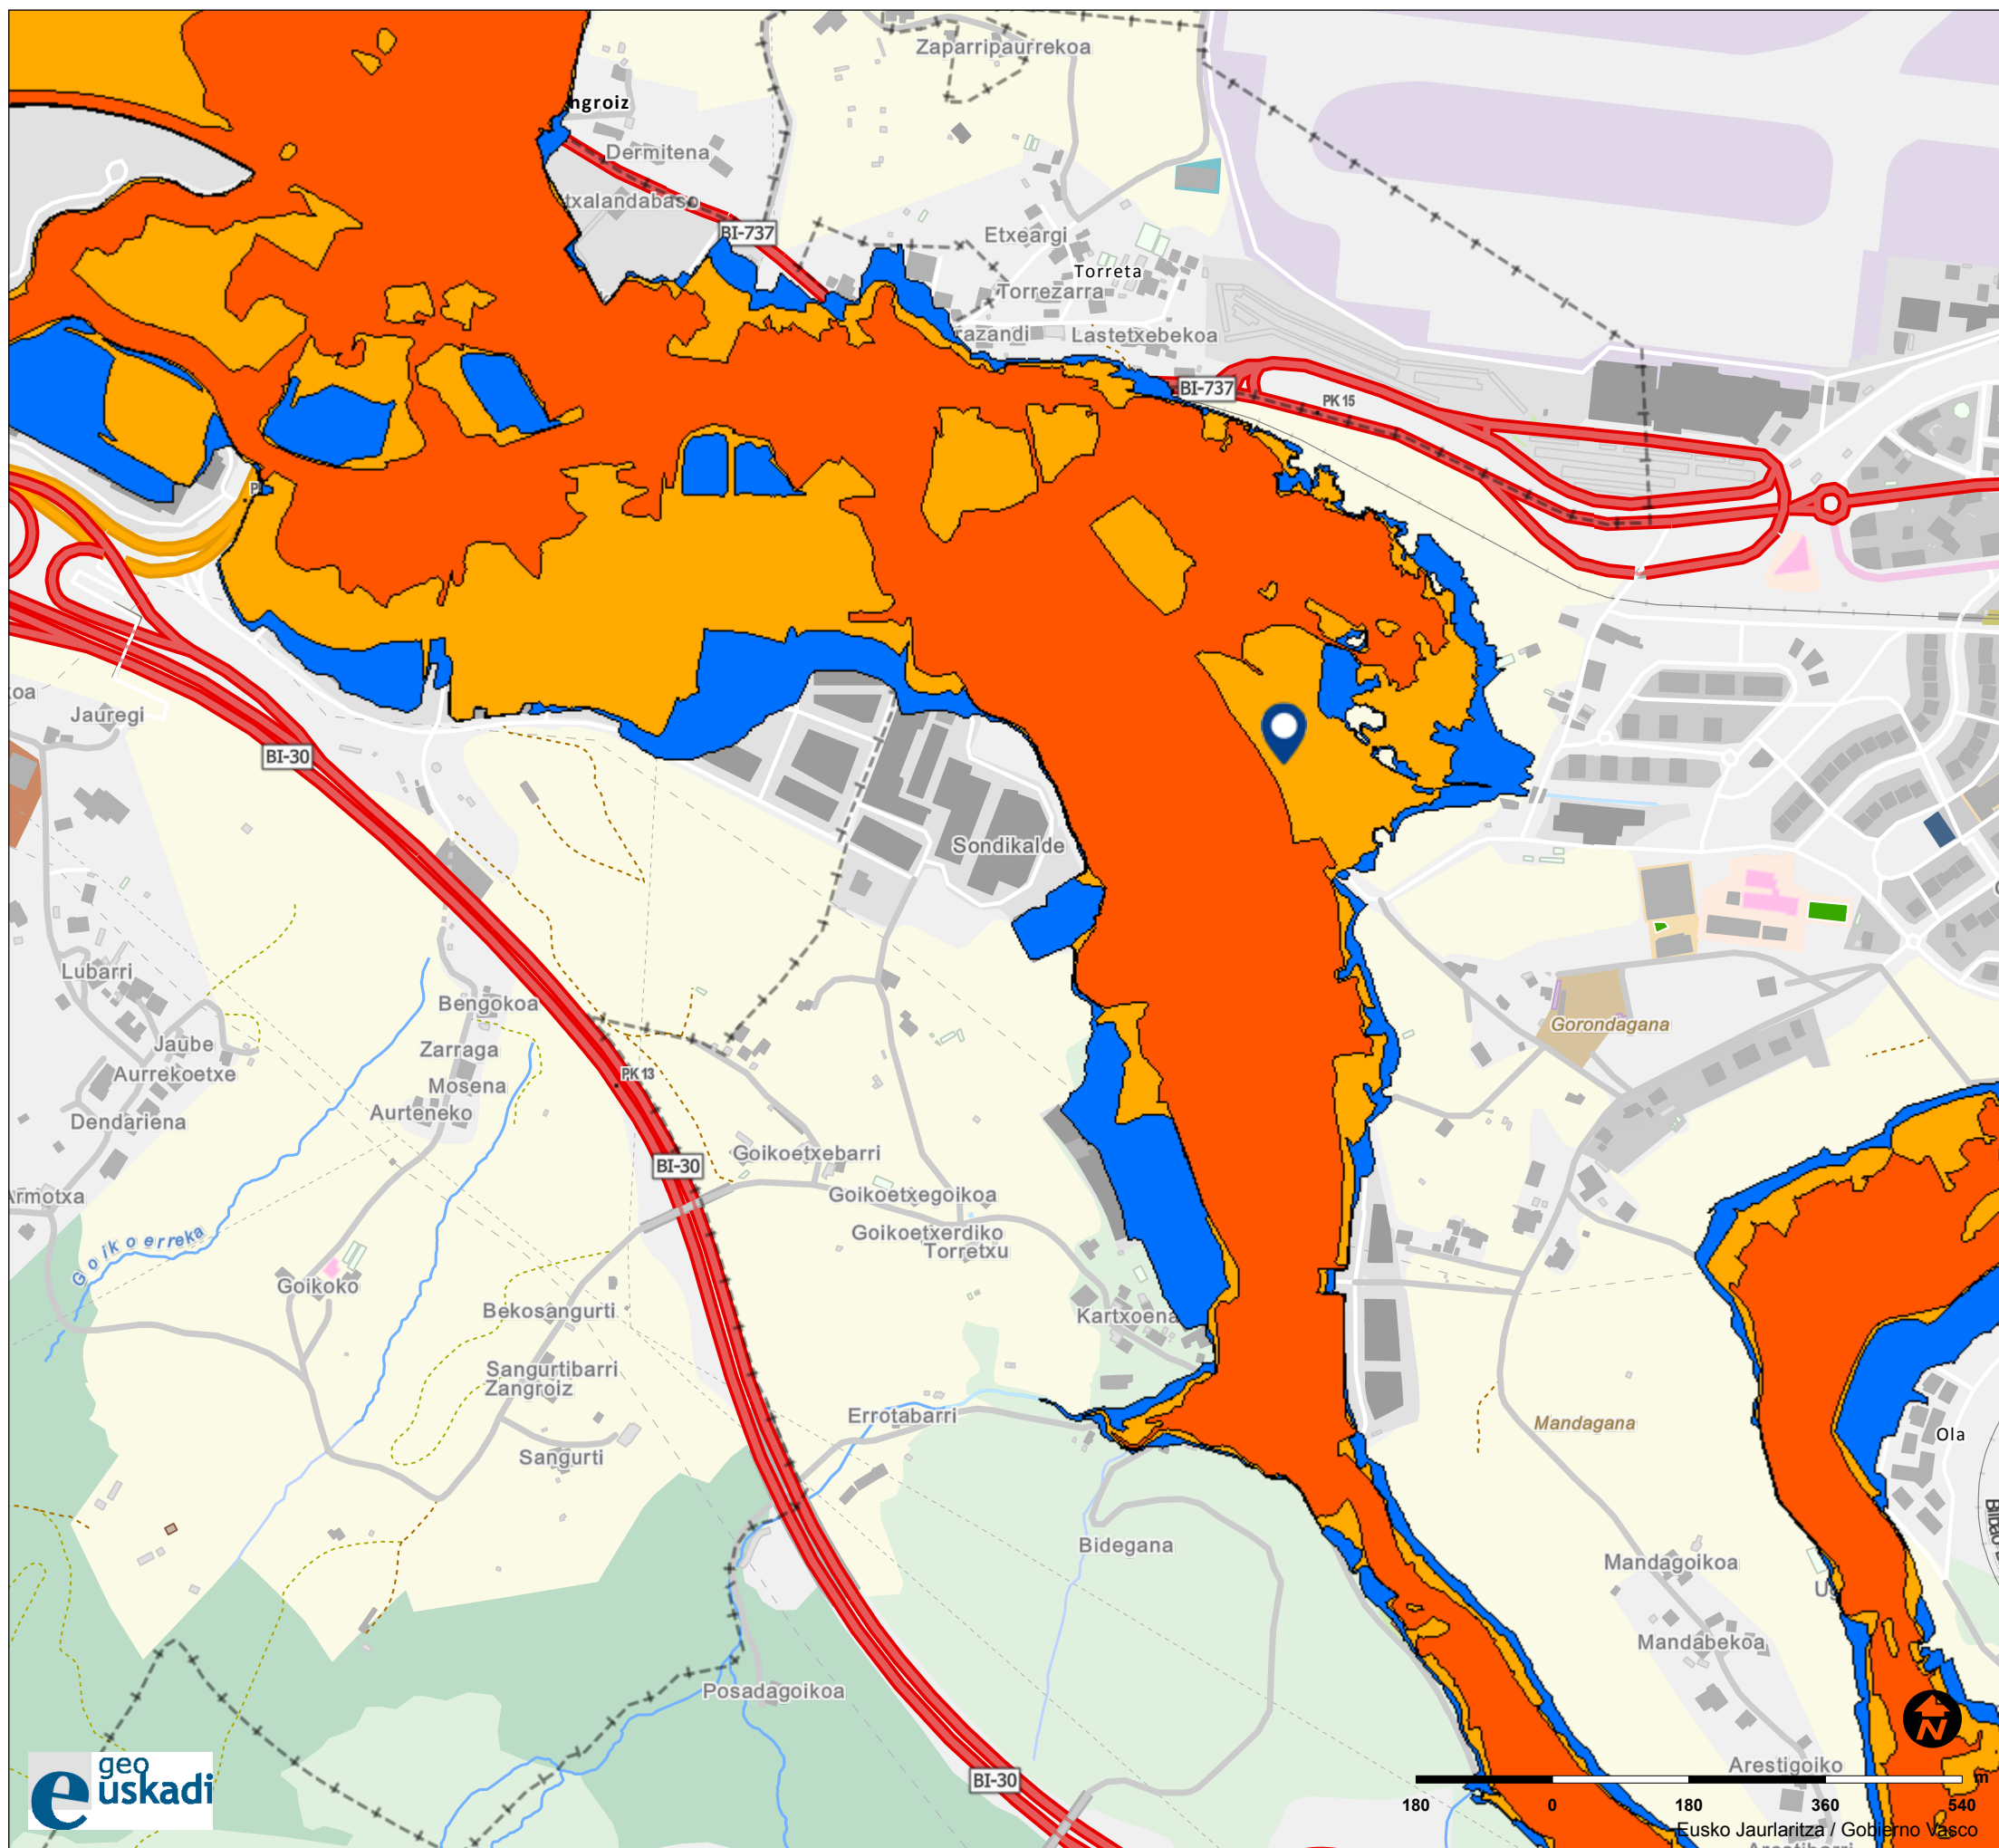 Zaparripaurrekoa
ngroiz
Dermitena
txalandabaso
BI-737
Etxeargi
Torreta
Torrezarra
razandi
Lastetxebekoa
BI-737
PK 15
P
koa
Jauregi
BI-30
Sondikalde
Lubarri
Bengokoa
Gorondagana
Jaube
Zarraga
Aurrekoetxe
PK 13
Mosena
Aurteneko
Dendariena
Goikoetxebarri
BI-30
Armotxa
Goikoetxegoikoa
Goikoerreka
Goikoetxerdiko
Torretxu
Goikoko
Bekosangurti
Kartxoena
Sangurtibarri
Zangroiz
Errotabarri
Mandagana
Ola
Sangurti
Bidegana
Mandagoikoa
Mandabekoa
Posadagoikoa
N
geo
euskadi
Arestigoiko
BI-30
m
180 0 180 360 540
Eusko Jaurlaritza / Gobierno Vasco